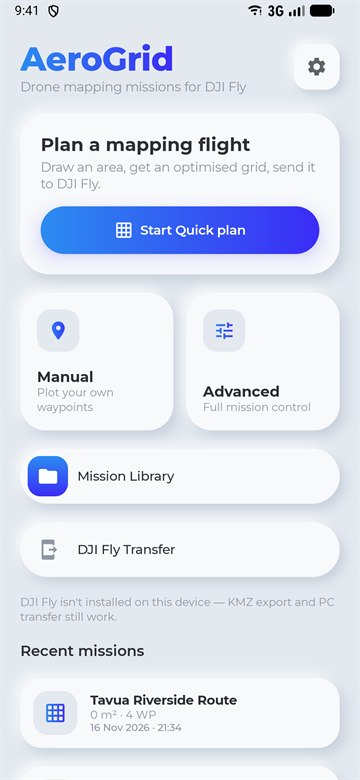 9:41
3G
AeroGrid
Drone mapping missions for DJI Fly
Plan a mapping flight
Draw an area, get an optimised grid, send it
to DJI Fly.
Start Quick plan
Manual
Plot your own
waypoints
Advanced
Full mission control
Mission Library
DJI Fly Transfer
DJI Fly isn't installed on this device — KMZ export and PC
transfer still work.
Recent missions
Tavua Riverside Route
0 m² · 4 WP
16 Nov 2026 · 21:34